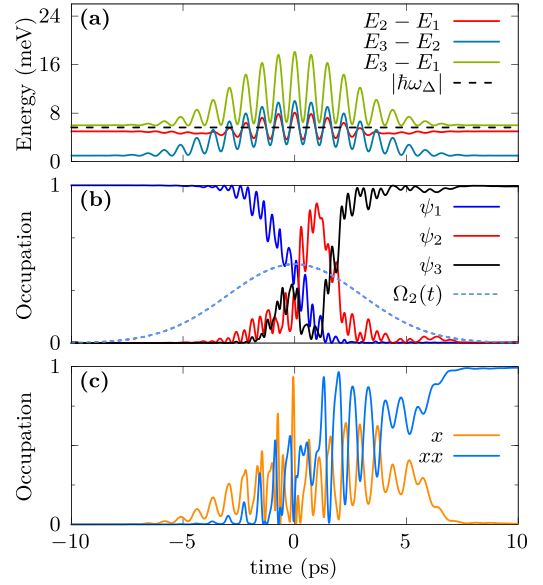 (a)
Energy (meV)
24
16
8
0
E₂ − E₁
E₃ − E₂
E₃ − E₁
|ℏω_Δ|
(b)
Occupation
1
0
ψ₁
ψ₂
ψ₃
Ω₂(t)
(c)
Occupation
1
0
x
xx
−10
−5
0
5
10
time (ps)